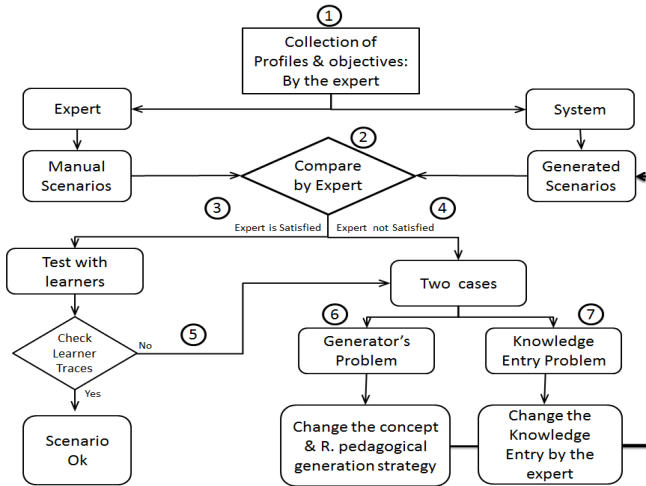 1
Collection of
Profiles & objectives:
By the expert
Expert
System
2
Manual
Scenarios
Compare
by Expert
Generated
Scenarios
3
4
Expert is Satisfied
Expert not Satisfied
Test with
learners
Two cases
5
6
7
Check
Learner
Traces
No
Generator's
Problem
Knowledge
Entry Problem
Yes
Scenario
Ok
Change the concept
& R. pedagogical
generation strategy
Change the
Knowledge
Entry by the
expert